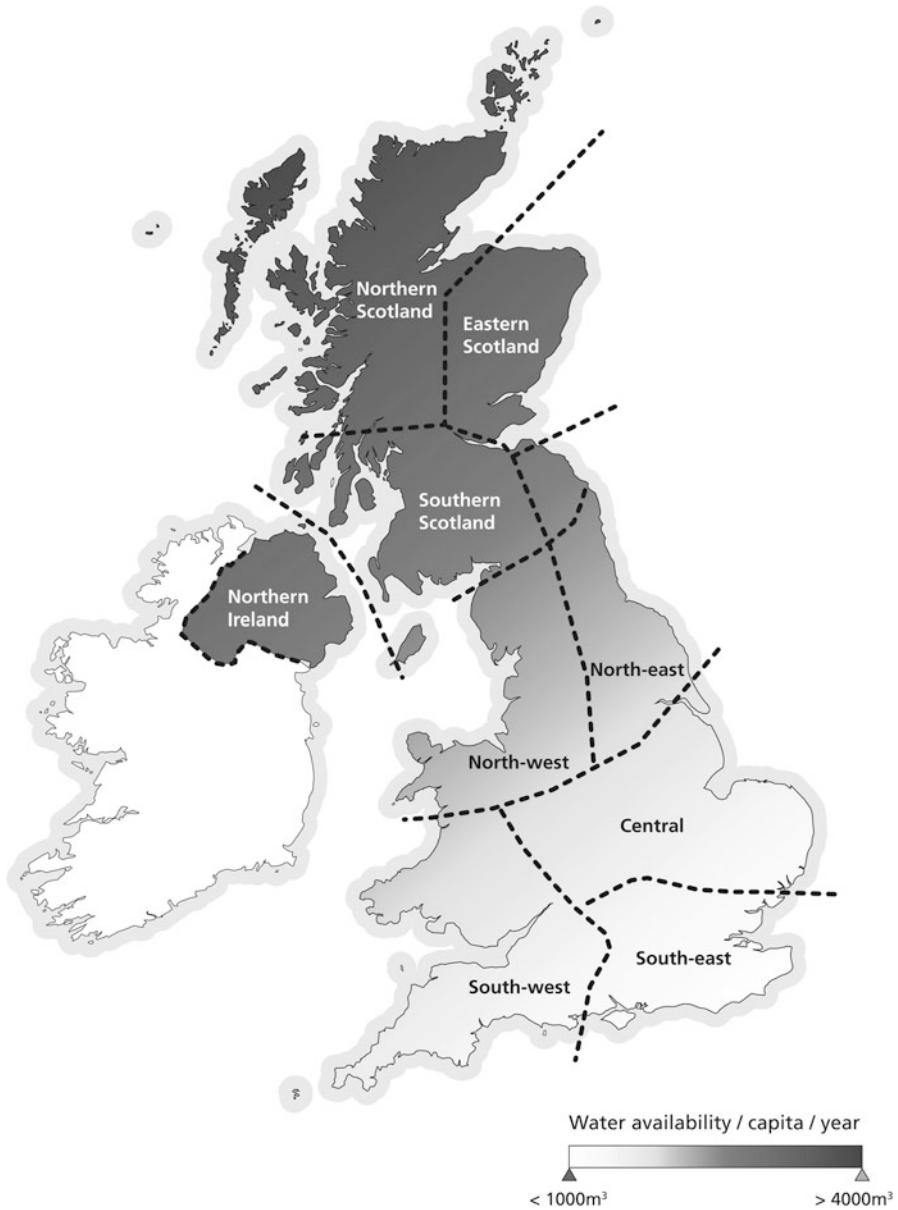 Northern
Scotland
Eastern
Scotland
Southern
Scotland
Northern
Ireland
North-east
North-west
Central
South-east
South-west
Water availability / capita / year
< 1000m³
> 4000m³